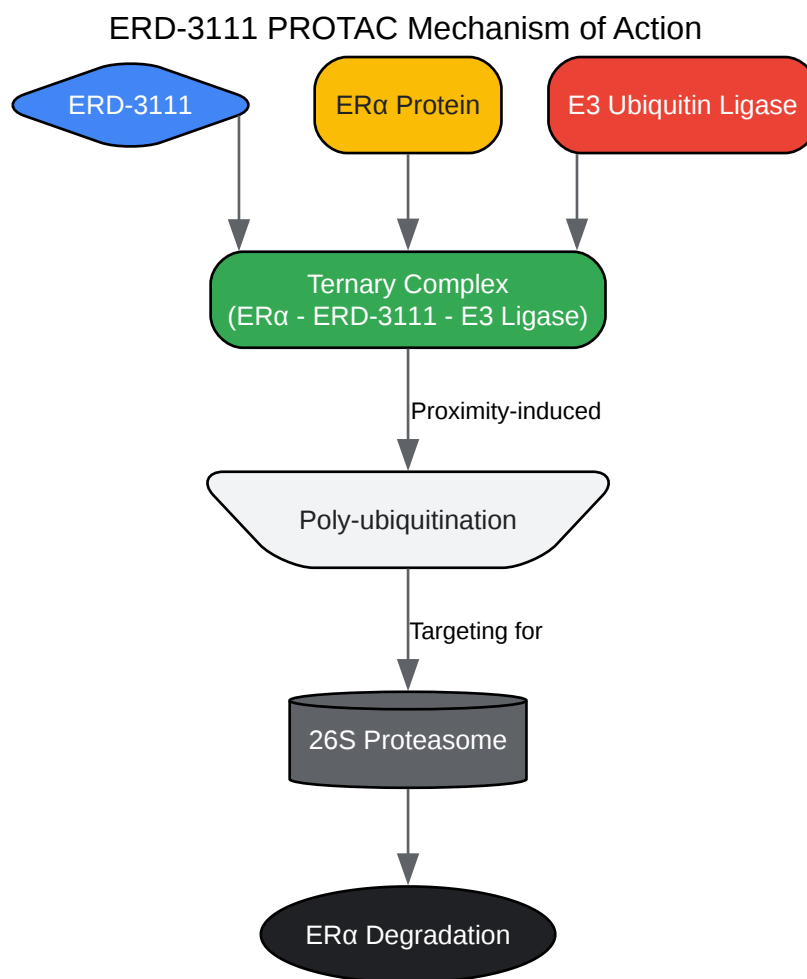 ERD-3111 PROTAC Mechanism of Action
ERD-3111
ERα Protein
E3 Ubiquitin Ligase
Ternary Complex
(ERα - ERD-3111 - E3 Ligase)
Proximity-induced
Poly-ubiquitination
Targeting for
26S Proteasome
ERα Degradation